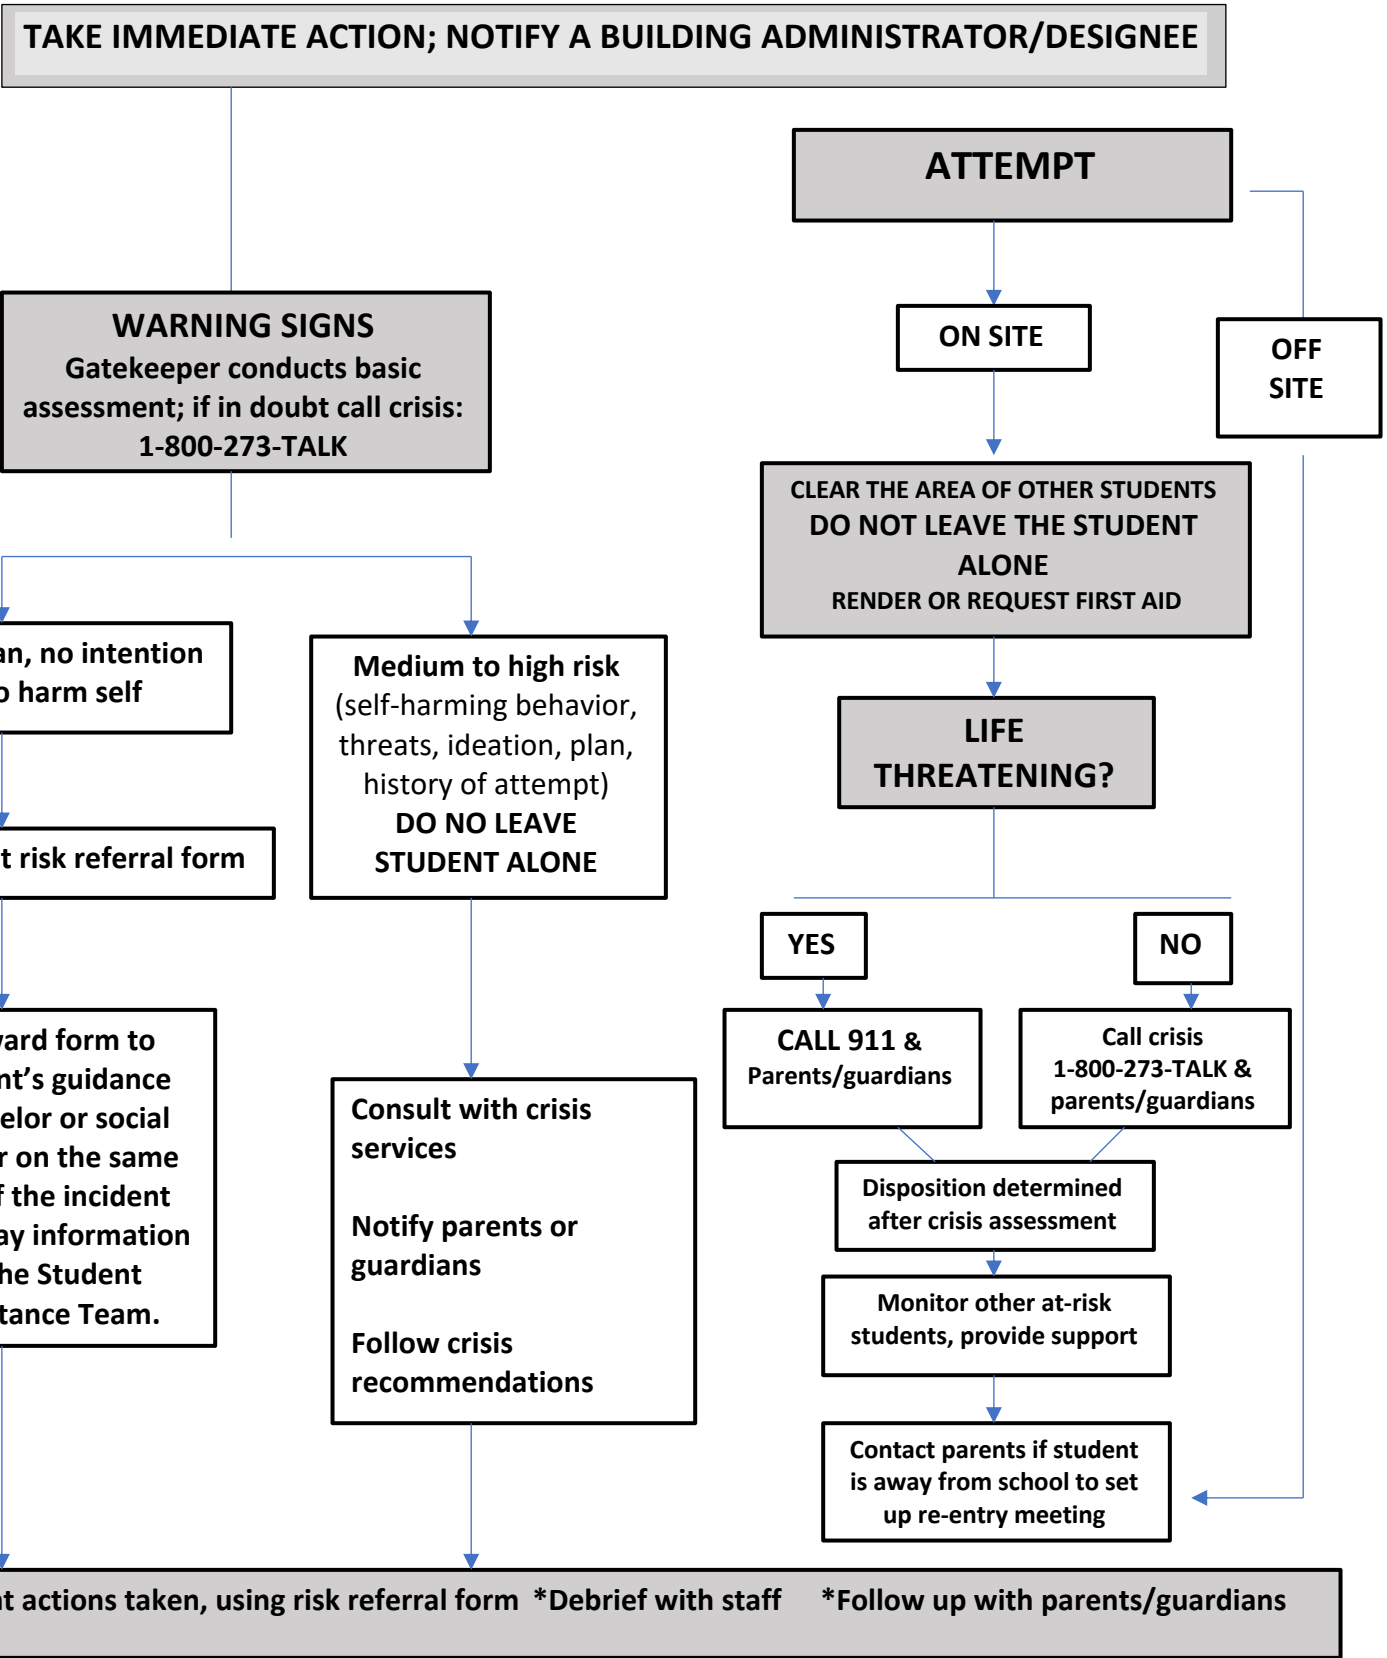 TAKE IMMEDIATE ACTION; NOTIFY A BUILDING ADMINISTRATOR/DESIGNEE
ATTEMPT
WARNING SIGNS
Gatekeeper conducts basic
assessment; if in doubt call crisis:
1-800-273-TALK
ON SITE
OFF
SITE
CLEAR THE AREA OF OTHER STUDENTS
DO NOT LEAVE THE STUDENT
ALONE
RENDER OR REQUEST FIRST AID
an, no intention
o harm self
Medium to high risk
(self-harming behavior,
threats, ideation, plan,
history of attempt)
DO NO LEAVE
STUDENT ALONE
LIFE
THREATENING?
t risk referral form
YES
NO
ward form to
nt’s guidance
elor or social
r on the same
f the incident
ay information
he Student
tance Team.
Consult with crisis
services
Notify parents or
guardians
Follow crisis
recommendations
CALL 911 &
Parents/guardians
Call crisis
1-800-273-TALK &
parents/guardians
Disposition determined
after crisis assessment
Monitor other at-risk
students, provide support
Contact parents if student
is away from school to set
up re-entry meeting
nt actions taken, using risk referral form *Debrief with staff *Follow up with parents/guardians